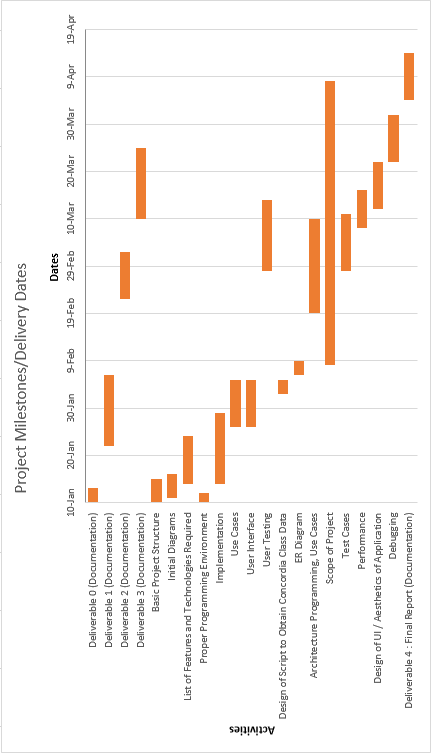 Project Milestones/Delivery Dates
Dates
10-Jan
20-Jan
30-Jan
9-Feb
19-Feb
29-Feb
10-Mar
20-Mar
30-Mar
9-Apr
19-Apr
Activities
Deliverable 0 (Documentation)
Deliverable 1 (Documentation)
Deliverable 2 (Documentation)
Deliverable 3 (Documentation)
Basic Project Structure
Initial Diagrams
List of Features and Technologies Required
Proper Programming Environment
Implementation
Use Cases
User Interface
User Testing
Design of Script to Obtain Concordia Class Data
ER Diagram
Architecture Programming, Use Cases
Scope of Project
Test Cases
Performance
Design of UI / Aesthetics of Application
Debugging
Deliverable 4 : Final Report (Documentation)